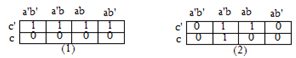 a'b' a'b ab ab' a'b' a'b ab ab'
c' 1 1 1 1 c' 0 1 1 0
c 0 0 0 0 c 0 1 0 0
(1) (2)